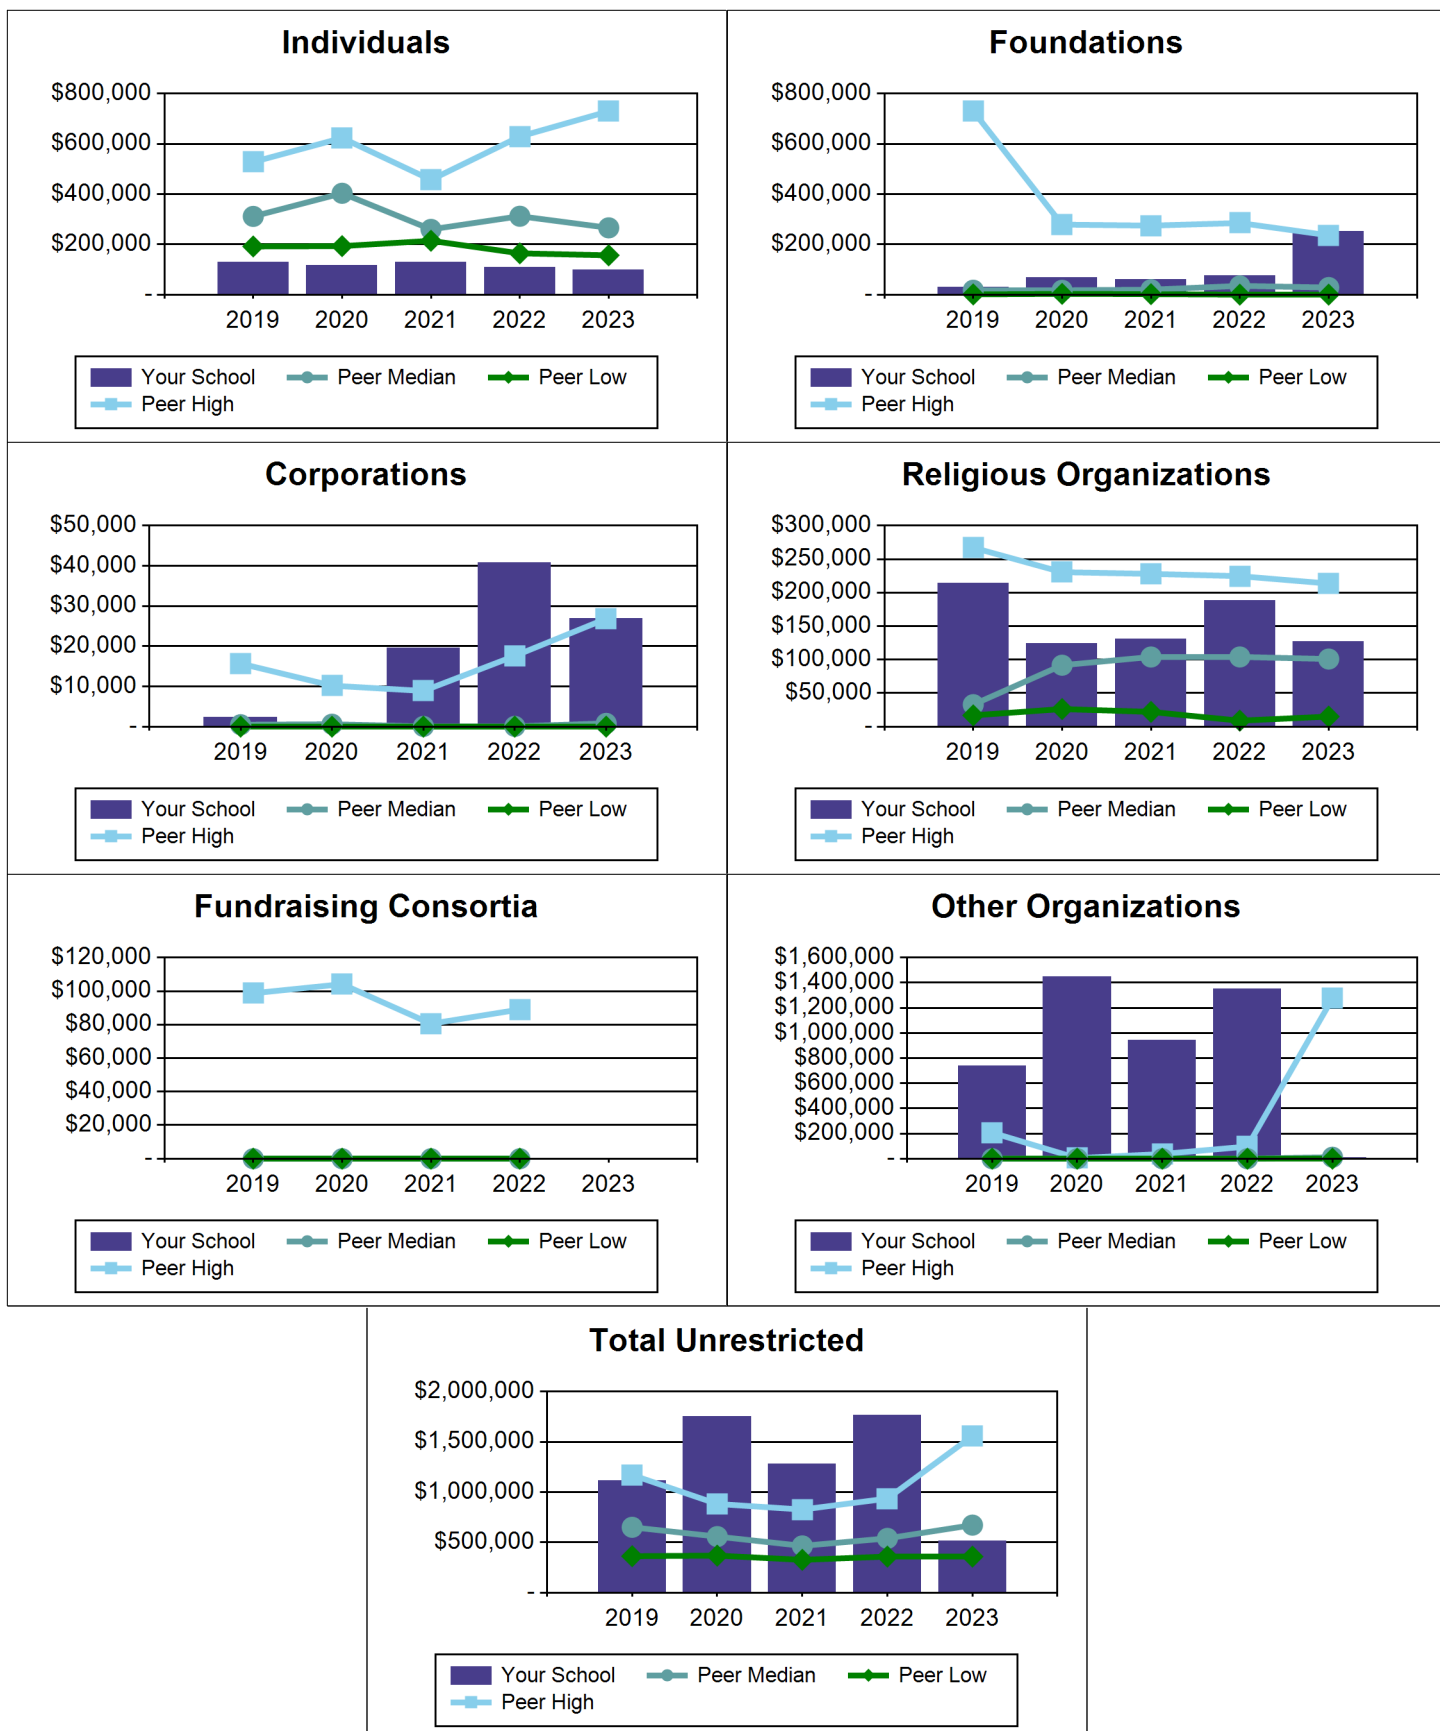 Individuals
$800,000
$600,000
$400,000
$200,000
-
2019 2020 2021 2022 2023
Your School Peer Median Peer Low
Peer High
Foundations
$800,000
$600,000
$400,000
$200,000
-
2019 2020 2021 2022 2023
Your School Peer Median Peer Low
Peer High
Corporations
$50,000
$40,000
$30,000
$20,000
$10,000
-
2019 2020 2021 2022 2023
Your School Peer Median Peer Low
Peer High
Religious Organizations
$300,000
$250,000
$200,000
$150,000
$100,000
$50,000
-
2019 2020 2021 2022 2023
Your School Peer Median Peer Low
Peer High
Fundraising Consortia
$120,000
$100,000
$80,000
$60,000
$40,000
$20,000
-
2019 2020 2021 2022 2023
Your School Peer Median Peer Low
Peer High
Other Organizations
$1,600,000
$1,400,000
$1,200,000
$1,000,000
$800,000
$600,000
$400,000
$200,000
-
2019 2020 2021 2022 2023
Your School Peer Median Peer Low
Peer High
Total Unrestricted
$2,000,000
$1,500,000
$1,000,000
$500,000
-
2019 2020 2021 2022 2023
Your School Peer Median Peer Low
Peer High